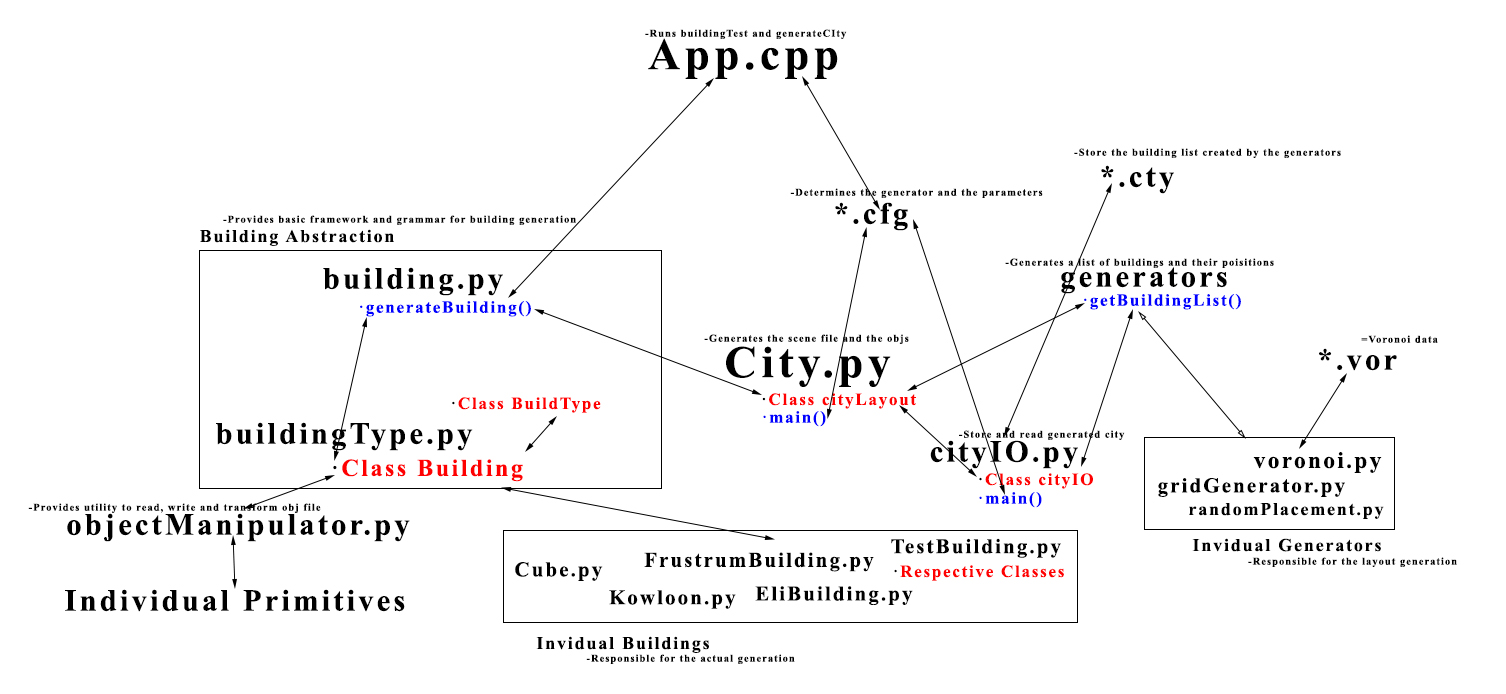 -Runs buildingTest and generateCIty
App.cpp
-Store the building list created by the generators
*.cty
-Determines the generator and the parameters
*.cfg
-Provides basic framework and grammar for building generation
Building Abstraction
building.py
·generateBuilding()
-Generates a list of buildings and their poisitions
generators
·getBuildingList()
-Generates the scene file and the objs
City.py
·Class cityLayout
·main()
=Voronoi data
*.vor
·Class BuildType
buildingType.py
·Class Building
-Store and read generated city
cityIO.py
·Class cityIO
·main()
voronoi.py
gridGenerator.py
randomPlacement.py
Invidual Generators
-Responsible for the layout generation
-Provides utility to read, write and transform obj file
objectManipulator.py
Individual Primitives
Cube.py
FrustrumBuilding.py
TestBuilding.py
·Respective Classes
Kowloon.py
EliBuilding.py
Invidual Buildings
-Responsible for the actual generation